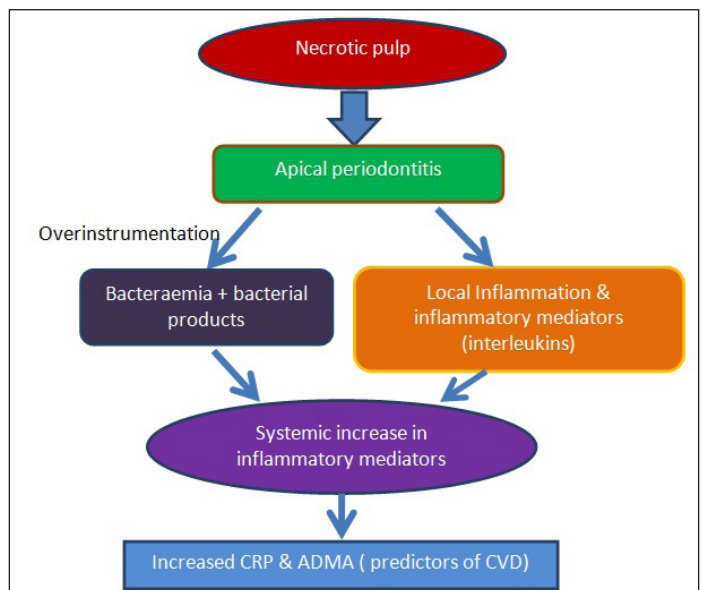 Necrotic pulp
Apical periodontitis
Overinstrumentation
Bacteraemia + bacterial
products
Local Inflammation &
inflammatory mediators
(interleukins)
Systemic increase in
inflammatory mediators
Increased CRP & ADMA ( predictors of CVD)